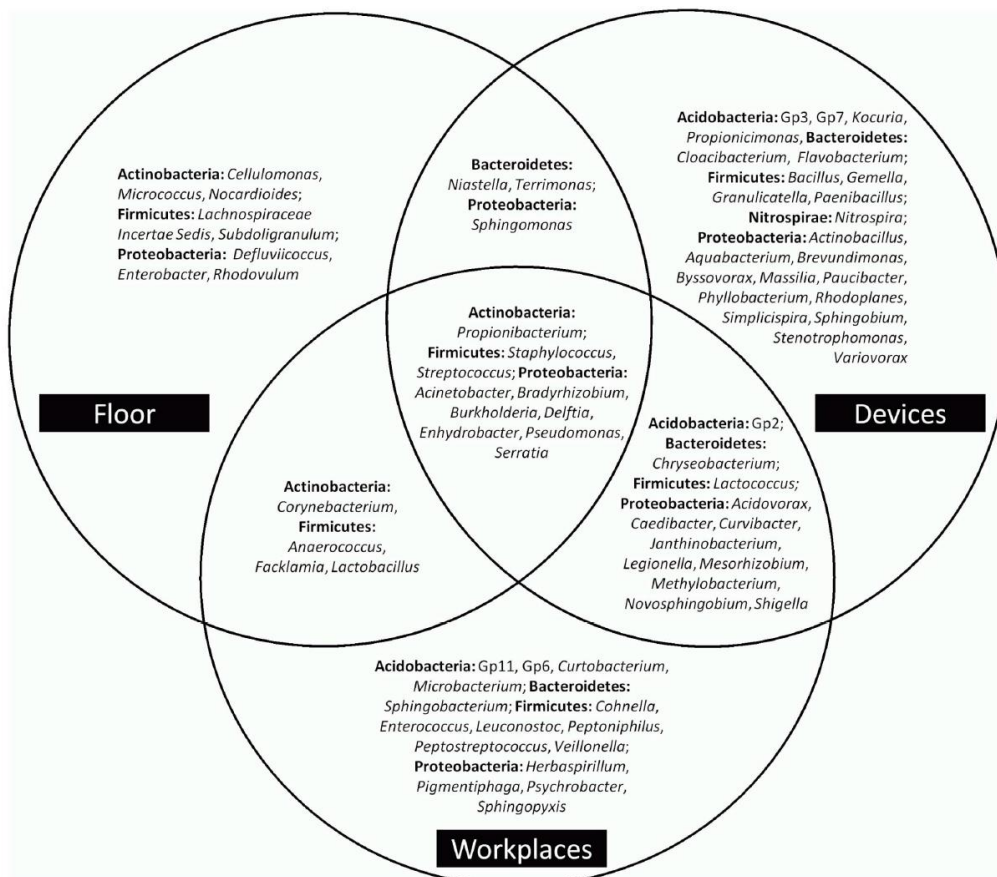 Actinobacteria: Cellulomonas,
Micrococcus, Nocardioides;
Firmicutes: Lachnospiraceae
Incertae Sedis, Subdoligranulum;
Proteobacteria: Defluviicoccus,
Enterobacter, Rhodovulum
Floor
Bacteroidetes:
Niastella, Terrimonas;
Proteobacteria:
Sphingomonas
Acidobacteria: Gp3, Gp7, Kocuria,
Propionicimonas, Bacteroidetes:
Cloacibacterium, Flavobacterium;
Firmicutes: Bacillus, Gemella,
Granulicatella, Paenibacillus;
Nitrospirae: Nitrospira;
Proteobacteria: Actinobacillus,
Aquabacterium, Brevundimonas,
Byssovorax, Massilia, Paucibacter,
Phyllobacterium, Rhodoplanes,
Simplicispira, Sphingobium,
Stenotrophomonas,
Variovorax
Devices
Actinobacteria:
Propionibacterium;
Firmicutes: Staphylococcus,
Streptococcus; Proteobacteria:
Acinetobacter, Bradyrhizobium,
Burkholderia, Delftia,
Enhydrobacter, Pseudomonas,
Serratia
Actinobacteria:
Corynebacterium,
Firmicutes:
Anaerococcus,
Facklamia, Lactobacillus
Acidobacteria: Gp2;
Bacteroidetes:
Chryseobacterium;
Firmicutes: Lactococcus;
Proteobacteria: Acidovorax,
Caedibacter, Curvibacter,
Janthinobacterium,
Legionella, Mesorhizobium,
Methylobacterium,
Novosphingobium, Shigella
Acidobacteria: Gp11, Gp6, Curtobacterium,
Microbacterium; Bacteroidetes:
Sphingobacterium; Firmicutes: Cohnella,
Enterococcus, Leuconostoc, Peptoniphilus,
Peptostreptococcus, Veillonella;
Proteobacteria: Herbaspirillum,
Pigmentiphaga, Psychrobacter,
Sphingopyxis
Workplaces